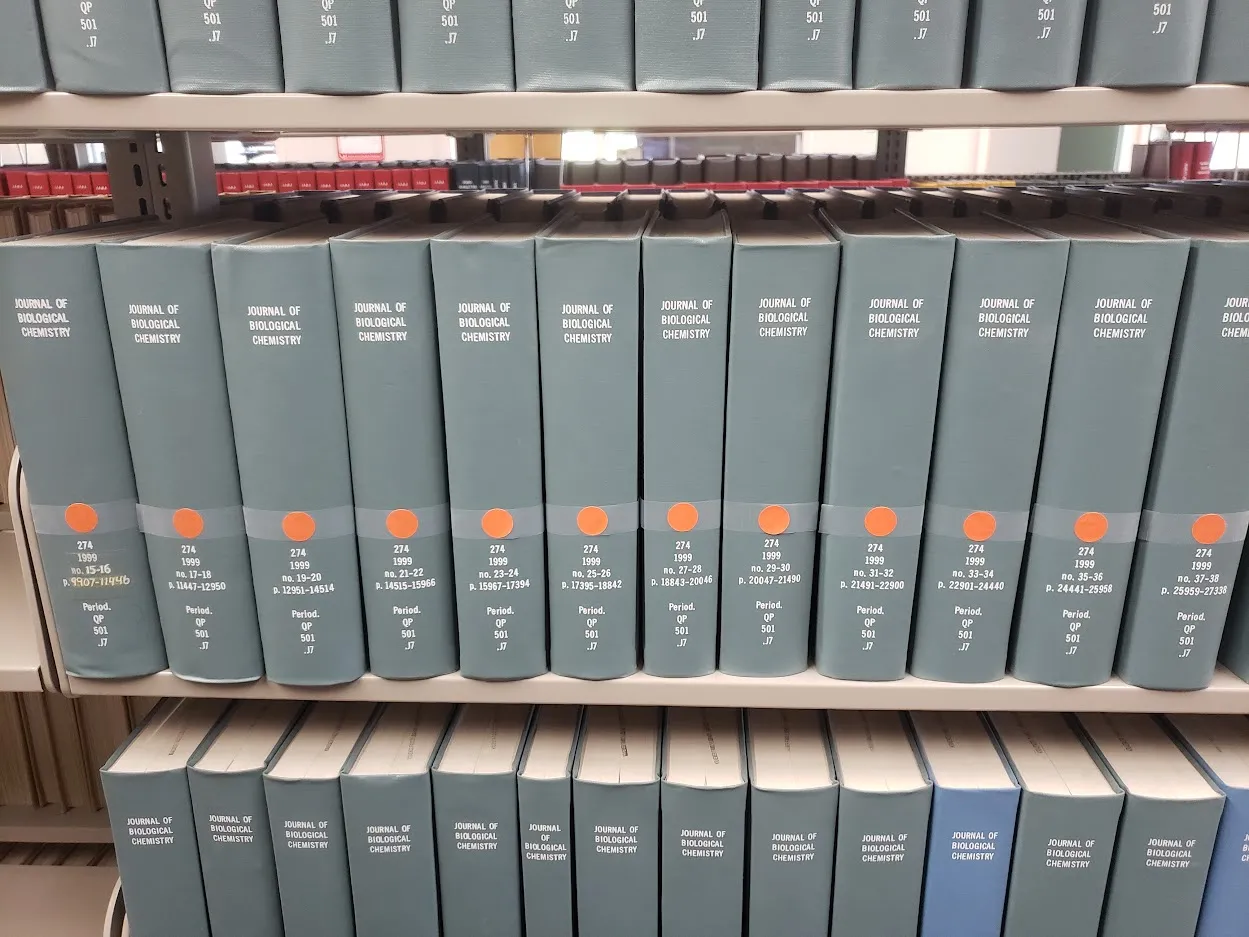 QP
501
.J7
QP
501
.J7
QP
501
.J7
QP
501
.J7
QP
501
.J7
QP
501
.J7
QP
501
.J7
QP
501
.J7
QP
501
.J7
501
.J7
JOURNAL OF
BIOLOGICAL
CHEMISTRY
274
1999
no. 15-16
p. 9907-11446
Period.
QP
501
.J7
JOURNAL OF
BIOLOGICAL
CHEMISTRY
274
1999
no. 17-18
p. 11447-12950
Period.
QP
501
.J7
JOURNAL OF
BIOLOGICAL
CHEMISTRY
274
1999
no. 19-20
p. 12951-14514
Period.
QP
501
.J7
JOURNAL OF
BIOLOGICAL
CHEMISTRY
274
1999
no. 21-22
p. 14515-15966
Period.
QP
501
.J7
JOURNAL OF
BIOLOGICAL
CHEMISTRY
274
1999
no. 23-24
p. 15967-17394
Period.
QP
501
.J7
JOURNAL OF
BIOLOGICAL
CHEMISTRY
274
1999
no. 25-26
p. 17395-18842
Period.
QP
501
.J7
JOURNAL OF
BIOLOGICAL
CHEMISTRY
274
1999
no. 27-28
p. 18843-20046
Period.
QP
501
.J7
JOURNAL OF
BIOLOGICAL
CHEMISTRY
274
1999
no. 29-30
p. 20047-21490
Period.
QP
501
.J7
JOURNAL OF
BIOLOGICAL
CHEMISTRY
274
1999
no. 31-32
p. 21491-22900
Period.
QP
501
.J7
JOURNAL OF
BIOLOGICAL
CHEMISTRY
274
1999
no. 33-34
p. 22901-24440
Period.
QP
501
.J7
JOURNAL OF
BIOLOGICAL
CHEMISTRY
274
1999
no. 35-36
p. 24441-25958
Period.
QP
501
.J7
274
1999
no. 37-38
p. 25959-27338
Period.
QP
501
.J7
JOURNAL OF
BIOLOGICAL
CHEMISTRY
JOURNAL OF
BIOLOGICAL
CHEMISTRY
JOURNAL OF
BIOLOGICAL
CHEMISTRY
JOURNAL OF
BIOLOGICAL
CHEMISTRY
JOURNAL OF
BIOLOGICAL
CHEMISTRY
JOURNAL
OF
BIOLOGICAL
CHEMISTRY
JOURNAL OF
BIOLOGICAL
CHEMISTRY
JOURNAL OF
BIOLOGICAL
CHEMISTRY
JOURNAL OF
BIOLOGICAL
CHEMISTRY
JOURNAL OF
BIOLOGICAL
CHEMISTRY
JOURNAL
OF
BIOLOGICAL
CHEMISTRY
JOURNAL OF
BIOLOGICAL
CHEMISTRY
JOURNAL OF
BIOLOGICAL
CHEMISTRY